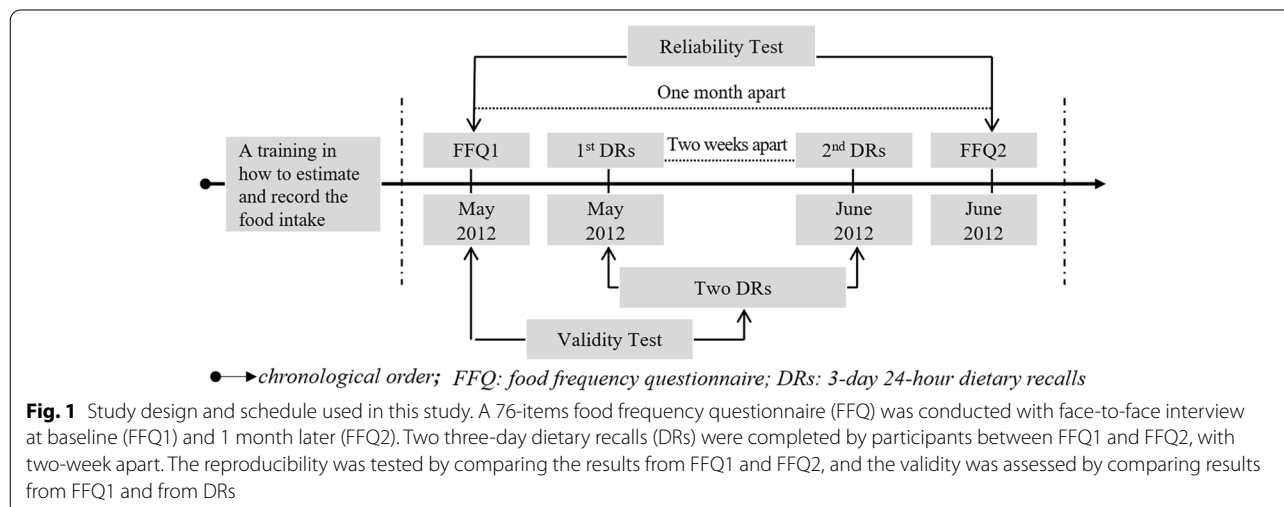 Reliability Test
One month apart
A training in
how to estimate
and record the
food intake
FFQ1
1st DRs
Two weeks apart
2nd DRs
FFQ2
May
2012
May
2012
June
2012
June
2012
Two DRs
Validity Test
chronological order; FFQ: food frequency questionnaire; DRs: 3-day 24-hour dietary recalls
Fig. 1 Study design and schedule used in this study. A 76-items food frequency questionnaire (FFQ) was conducted with face-to-face interview
at baseline (FFQ1) and 1 month later (FFQ2). Two three-day dietary recalls (DRs) were completed by participants between FFQ1 and FFQ2, with
two-week apart. The reproducibility was tested by comparing the results from FFQ1 and FFQ2, and the validity was assessed by comparing results
from FFQ1 and from DRs